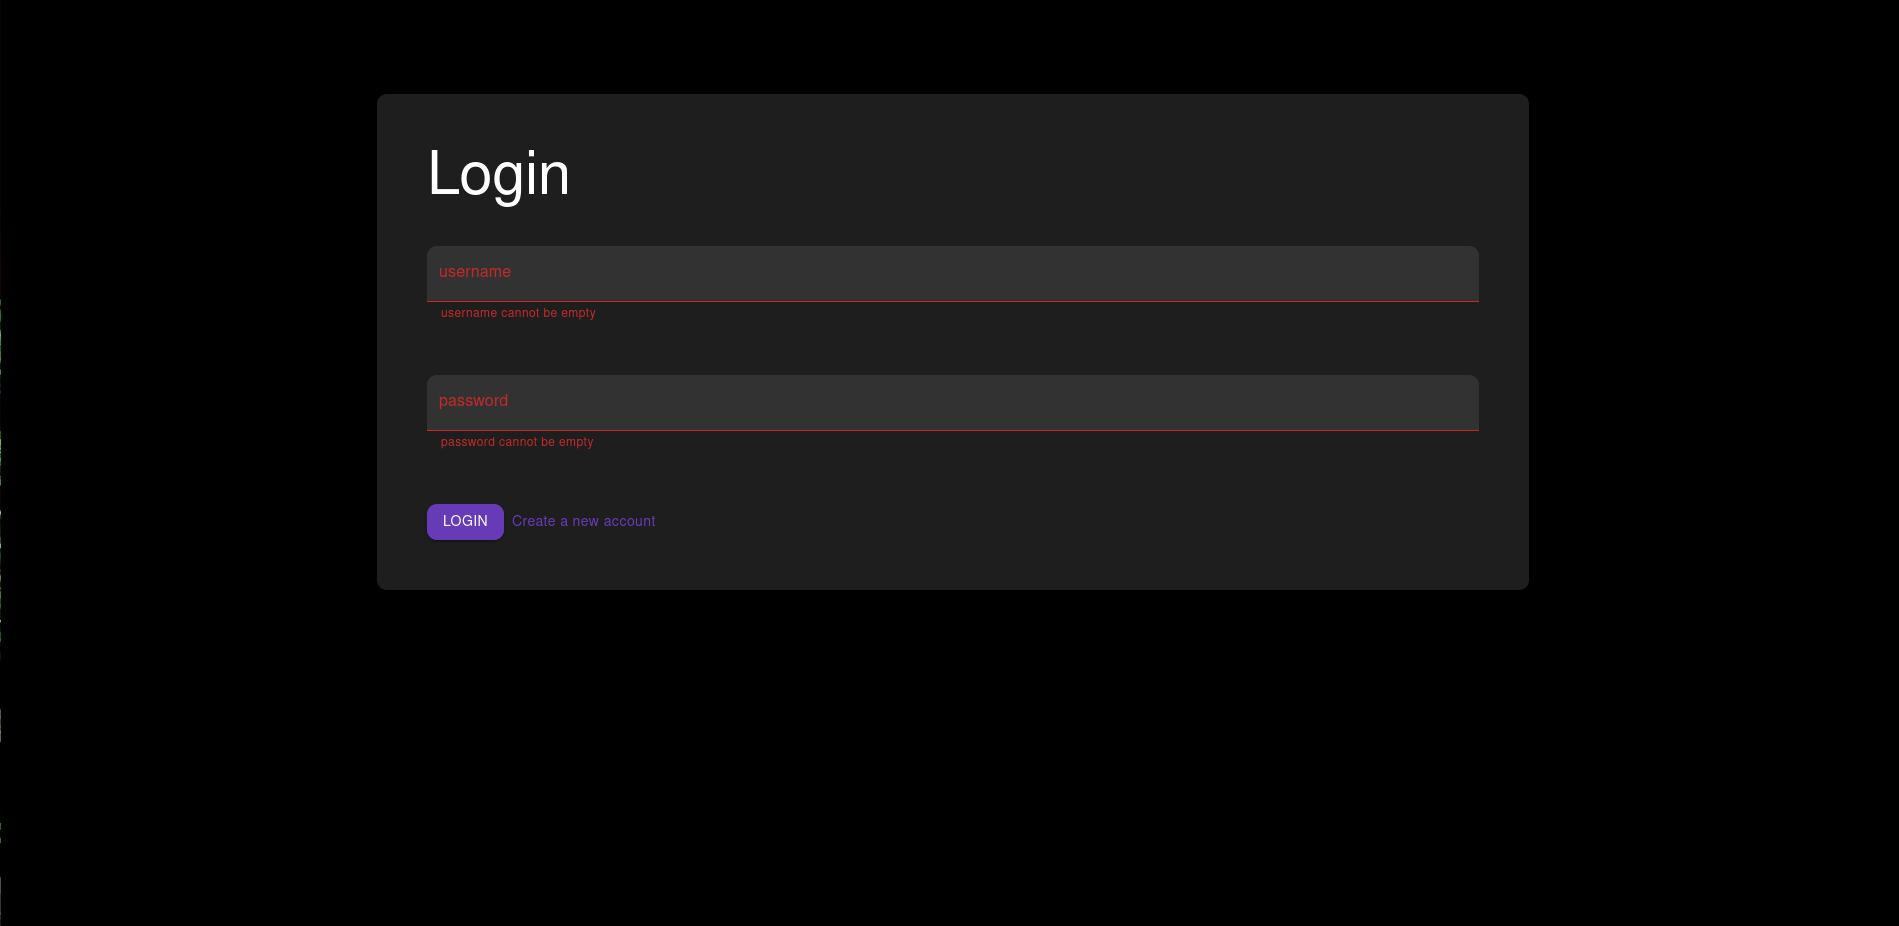 Login
username
username cannot be empty
password
password cannot be empty
LOGIN Create a new account